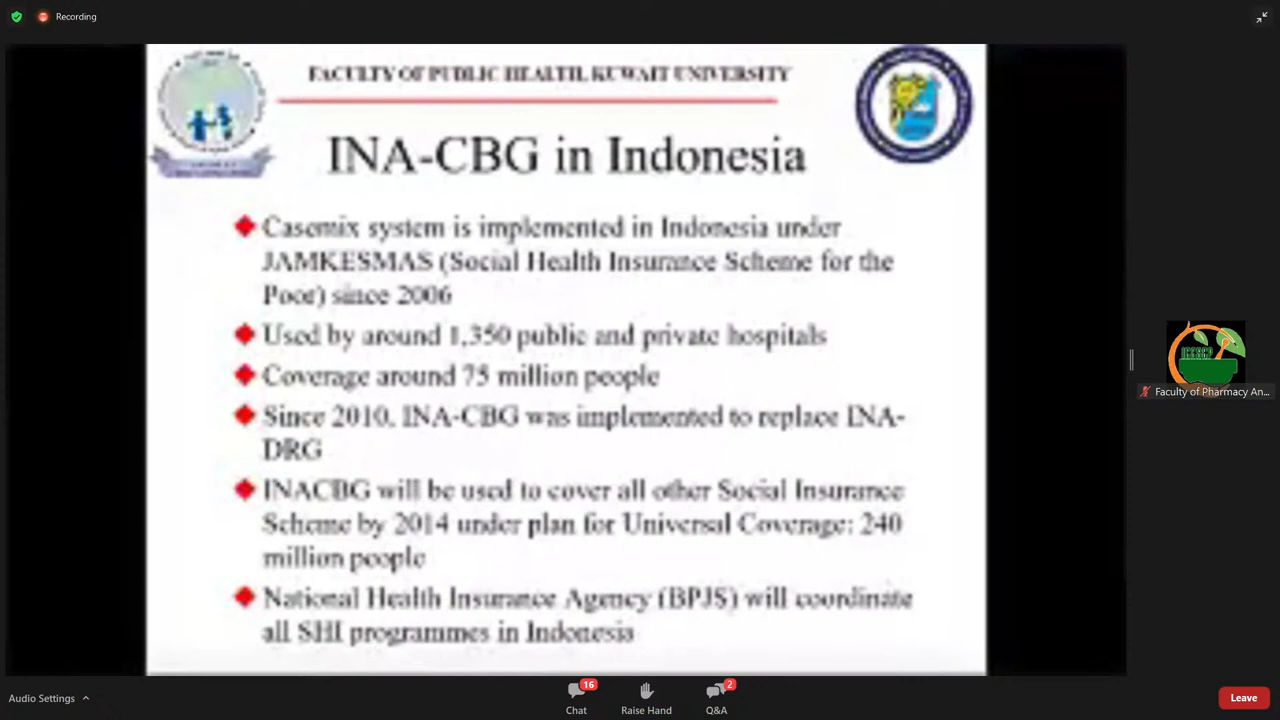 Recording
FACULTY OF PUBLIC HEALTH, KUWAIT UNIVERSITY
INA-CBG in Indonesia
Casemix system is implemented in Indonesia under
JAMKESMAS (Social Health Insurance Scheme for the
Poor) since 2006
Used by around 1,350 public and private hospitals
Coverage around 75 million people
Since 2010, INA-CBG was implemented to replace INA-
DRG
INACBG will be used to cover all other Social Insurance
Scheme by 2014 under plan for Universal Coverage: 240
million people
National Health Insurance Agency (BPJS) will coordinate
all SHI programmes in Indonesia
Faculty of Pharmacy An...
Audio Settings
16
Chat
Raise Hand
2
Q&A
Leave